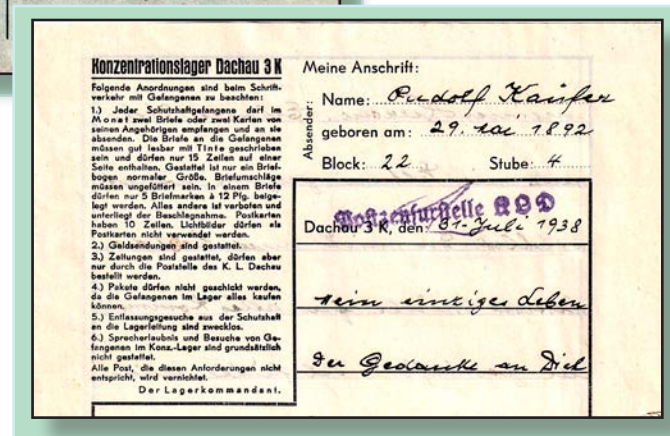 Konzentrationslager Dachau 3 K
Folgende Anordnungen sind beim Schrift-
verkehr mit Gefangenen zu beachten:
1.) Jeder Schutzhaftgefangene darf im
Monat zwei Briefe oder zwei Karten von
seinen Angehörigen empfangen und an sie
absenden. Die Briefe an die Gefangenen
müssen gut lesbar mit Tinte geschrieben
sein und dürfen nur 15 Zeilen auf einer
Seite enthalten. Gestattet ist nur ein Brief-
bogen normaler Größe. Briefumschläge
müssen ungefüttert sein. In einem Briefe
dürfen nur 5 Briefmarken à 12 Pfg. beige-
legt werden. Alles andere ist verboten und
unterliegt der Beschlagnahme. Postkarten
haben 10 Zeilen. Lichtbilder dürfen als
Postkarten nicht verwendet werden.
2.) Geldsendungen sind gestattet.
3.) Zeitungen sind gestattet, dürfen aber
nur durch die Poststelle des K. L. Dachau
bestellt werden.
4.) Pakete dürfen nicht geschickt werden,
da die Gefangenen im Lager alles kaufen
können.
5.) Entlassungsgesuche aus der Schutzhaft
an die Lagerleitung sind zwecklos.
6.) Sprecherlaubnis und Besuche von Ge-
fangenen im Konz.-Lager sind grundsätzlich
nicht gestattet.
Alle Post, die diesen Anforderungen nicht
entspricht, wird vernichtet.
Der Lagerkommandant.
Meine Anschrift:
Absender:
Name: Rudolf
geboren am: 29. Mai 1892
Block: 22 Stube: 4
Postzensurstelle
Dachau 3 K, den 31. Juli 1938
Mein einziges Leben
Der Gedanke an Dich